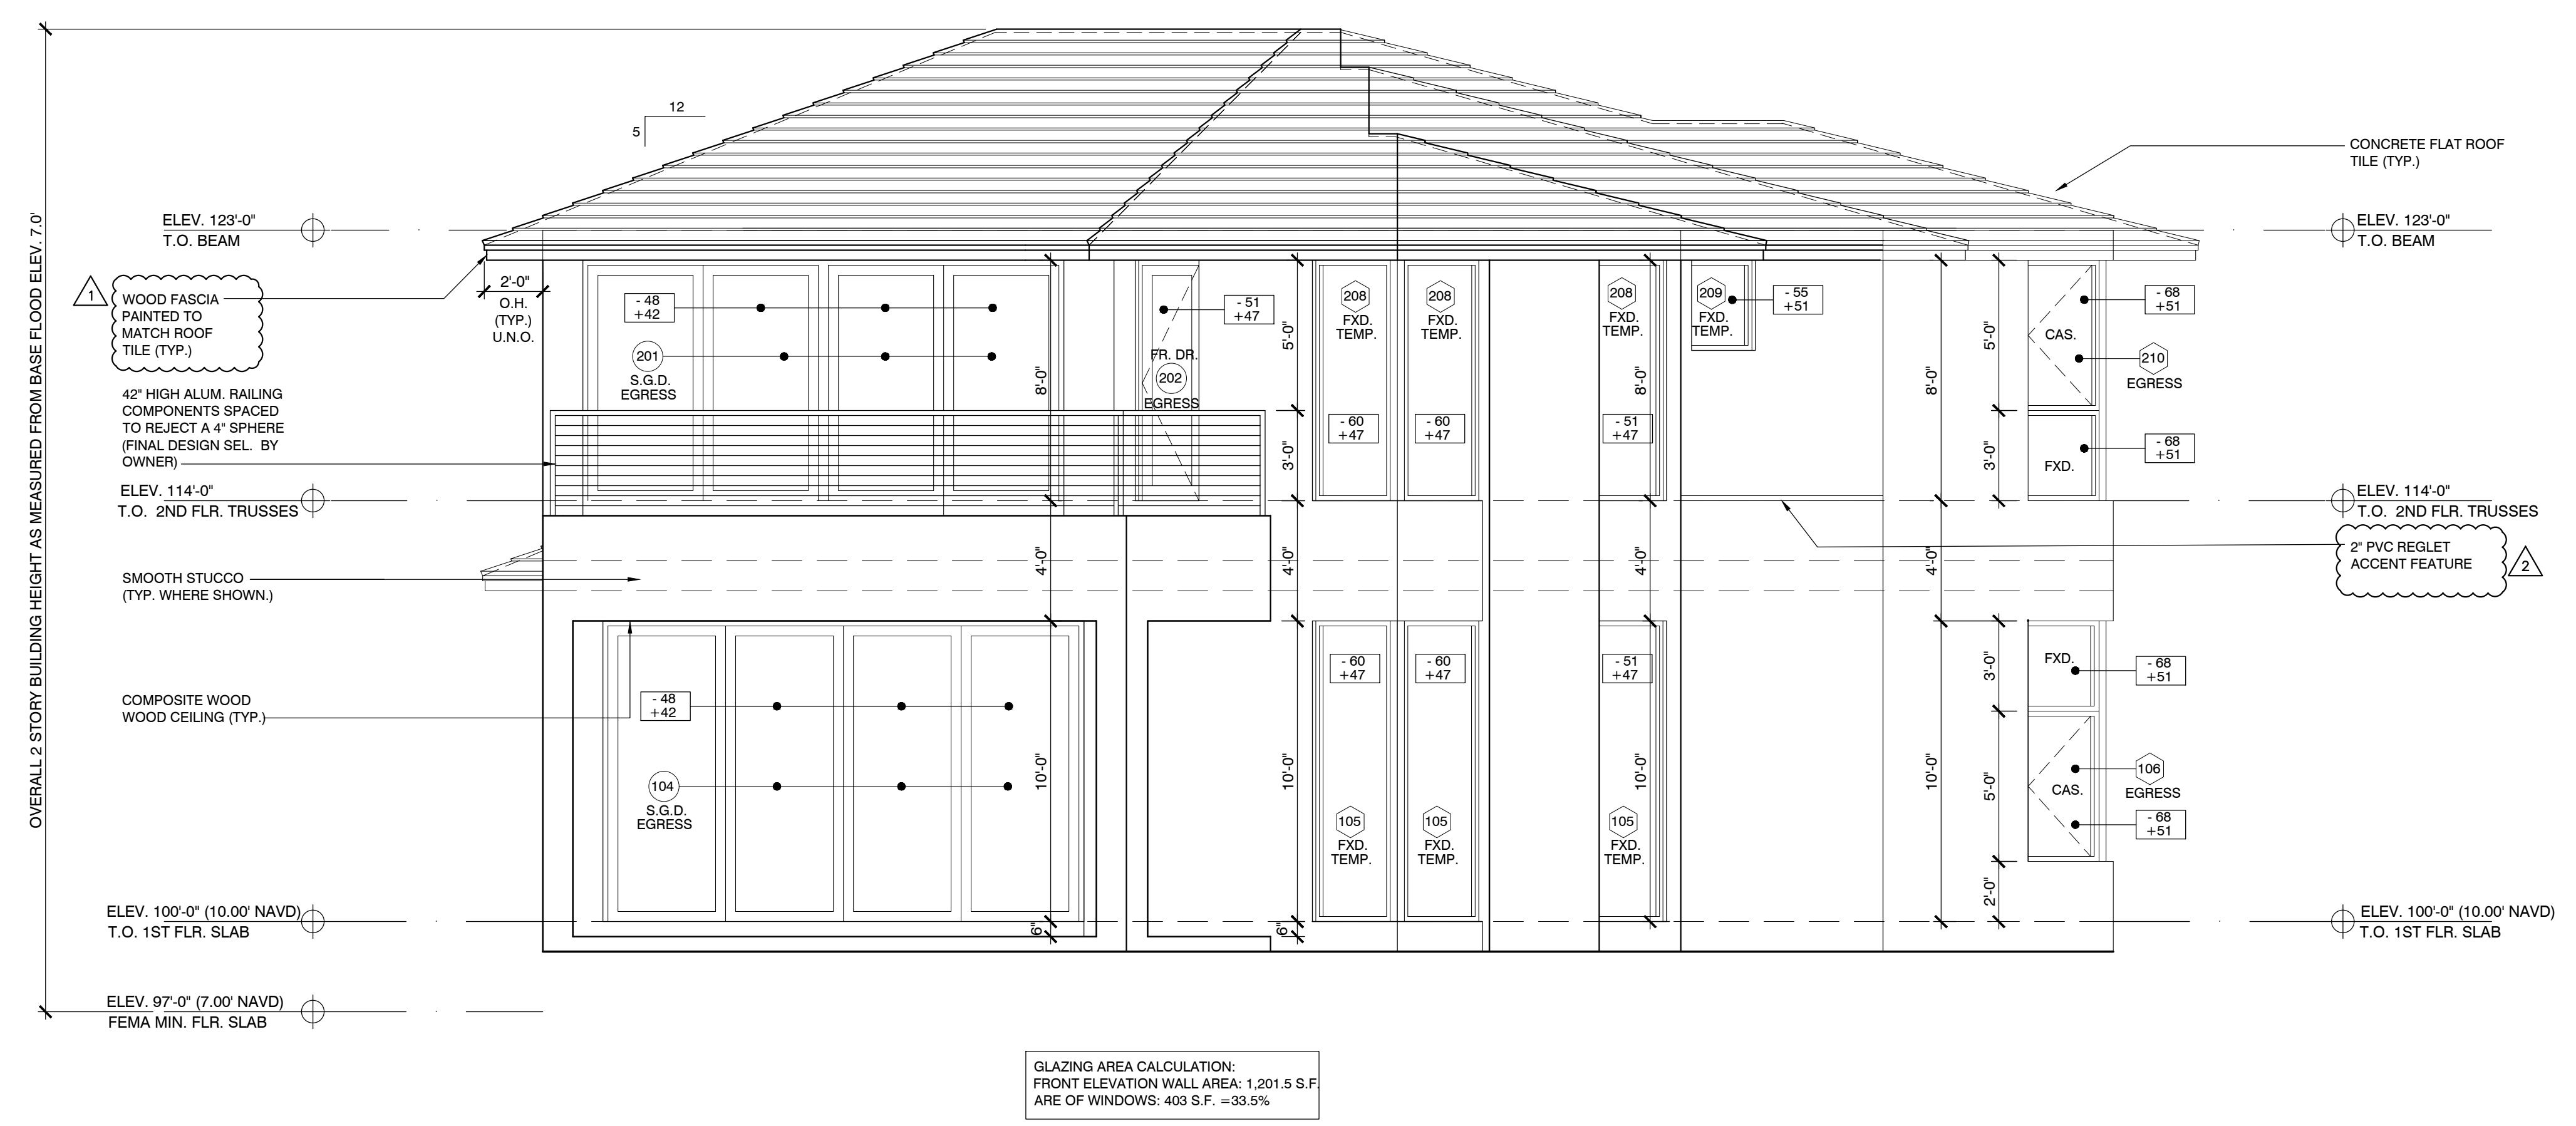 OVERALL 2 STORY BUILDING HEIGHT AS MEASURED FROM BASE FLOOD ELEV. 7.0'
12
5
CONCRETE FLAT ROOF
TILE (TYP.)
ELEV. 123'-0"
T.O. BEAM
ELEV. 123'-0"
T.O. BEAM
1
WOOD FASCIA
PAINTED TO
MATCH ROOF
TILE (TYP.)
2'-0"
O.H.
(TYP.)
U.N.O.
- 48
+42
201
S.G.D.
EGRESS
8'-0"
- 51
+47
FR. DR.
202
EGRESS
5'-0"
3'-0"
208
FXD.
TEMP.
208
FXD.
TEMP.
- 60
+47
- 60
+47
208
FXD.
TEMP.
8'-0"
- 51
+47
209
FXD.
TEMP.
- 55
+51
8'-0"
5'-0"
3'-0"
CAS.
- 68
+51
210
EGRESS
FXD.
- 68
+51
42" HIGH ALUM. RAILING
COMPONENTS SPACED
TO REJECT A 4" SPHERE
(FINAL DESIGN SEL. BY
OWNER)
ELEV. 114'-0"
T.O. 2ND FLR. TRUSSES
ELEV. 114'-0"
T.O. 2ND FLR. TRUSSES
2" PVC REGLET
ACCENT FEATURE
2
SMOOTH STUCCO
(TYP. WHERE SHOWN.)
4'-0"
4'-0"
4'-0"
4'-0"
COMPOSITE WOOD
WOOD CEILING (TYP.)
- 48
+42
104
S.G.D.
EGRESS
10'-0"
6"
10'-0"
6"
- 60
+47
- 60
+47
105
FXD.
TEMP.
105
FXD.
TEMP.
- 51
+47
10'-0"
105
FXD.
TEMP.
10'-0"
3'-0"
5'-0"
2'-0"
FXD.
- 68
+51
CAS.
106
EGRESS
- 68
+51
ELEV. 100'-0" (10.00' NAVD)
T.O. 1ST FLR. SLAB
ELEV. 100'-0" (10.00' NAVD)
T.O. 1ST FLR. SLAB
ELEV. 97'-0" (7.00' NAVD)
FEMA MIN. FLR. SLAB
GLAZING AREA CALCULATION:
FRONT ELEVATION WALL AREA: 1,201.5 S.F.
ARE OF WINDOWS: 403 S.F. =33.5%